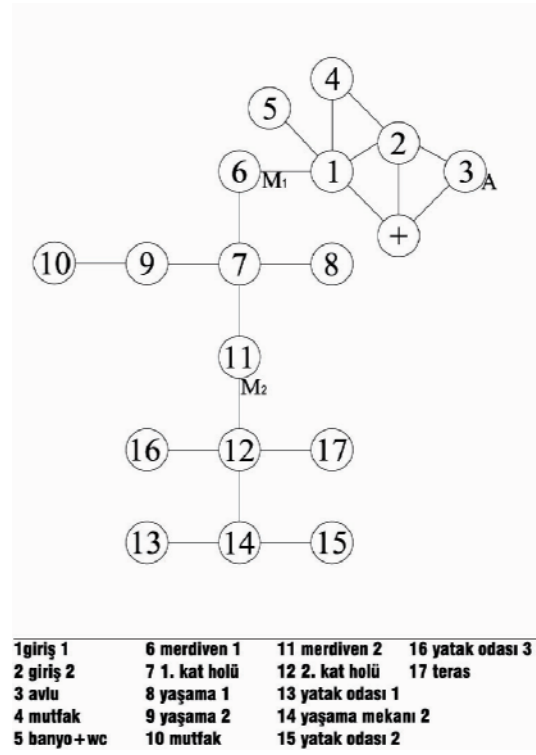 4
5
2
6 M1 1 3 A
+
10 9 7 8
11
M2
16 12 17
13 14 15
1giriş 1 6 merdiven 1 11 merdiven 2 16 yatak odası 3
2 giriş 2 7 1. kat holü 12 2. kat holü 17 teras
3 avlu 8 yaşama 1 13 yatak odası 1
4 mutfak 9 yaşama 2 14 yaşama mekanı 2
5 banyo+wc 10 mutfak 15 yatak odası 2